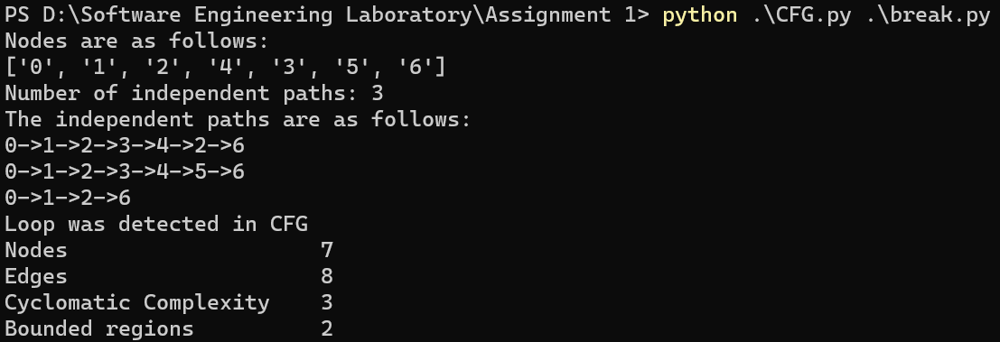 PS D:\Software Engineering Laboratory\Assignment 1> python .\CFG.py .\break.py
Nodes are as follows:
['0', '1', '2', '4', '3', '5', '6']
Number of independent paths: 3
The independent paths are as follows:
0->1->2->3->4->2->6
0->1->2->3->4->5->6
0->1->2->6
Loop was detected in CFG
Nodes                    7
Edges                    8
Cyclomatic Complexity    3
Bounded regions          2